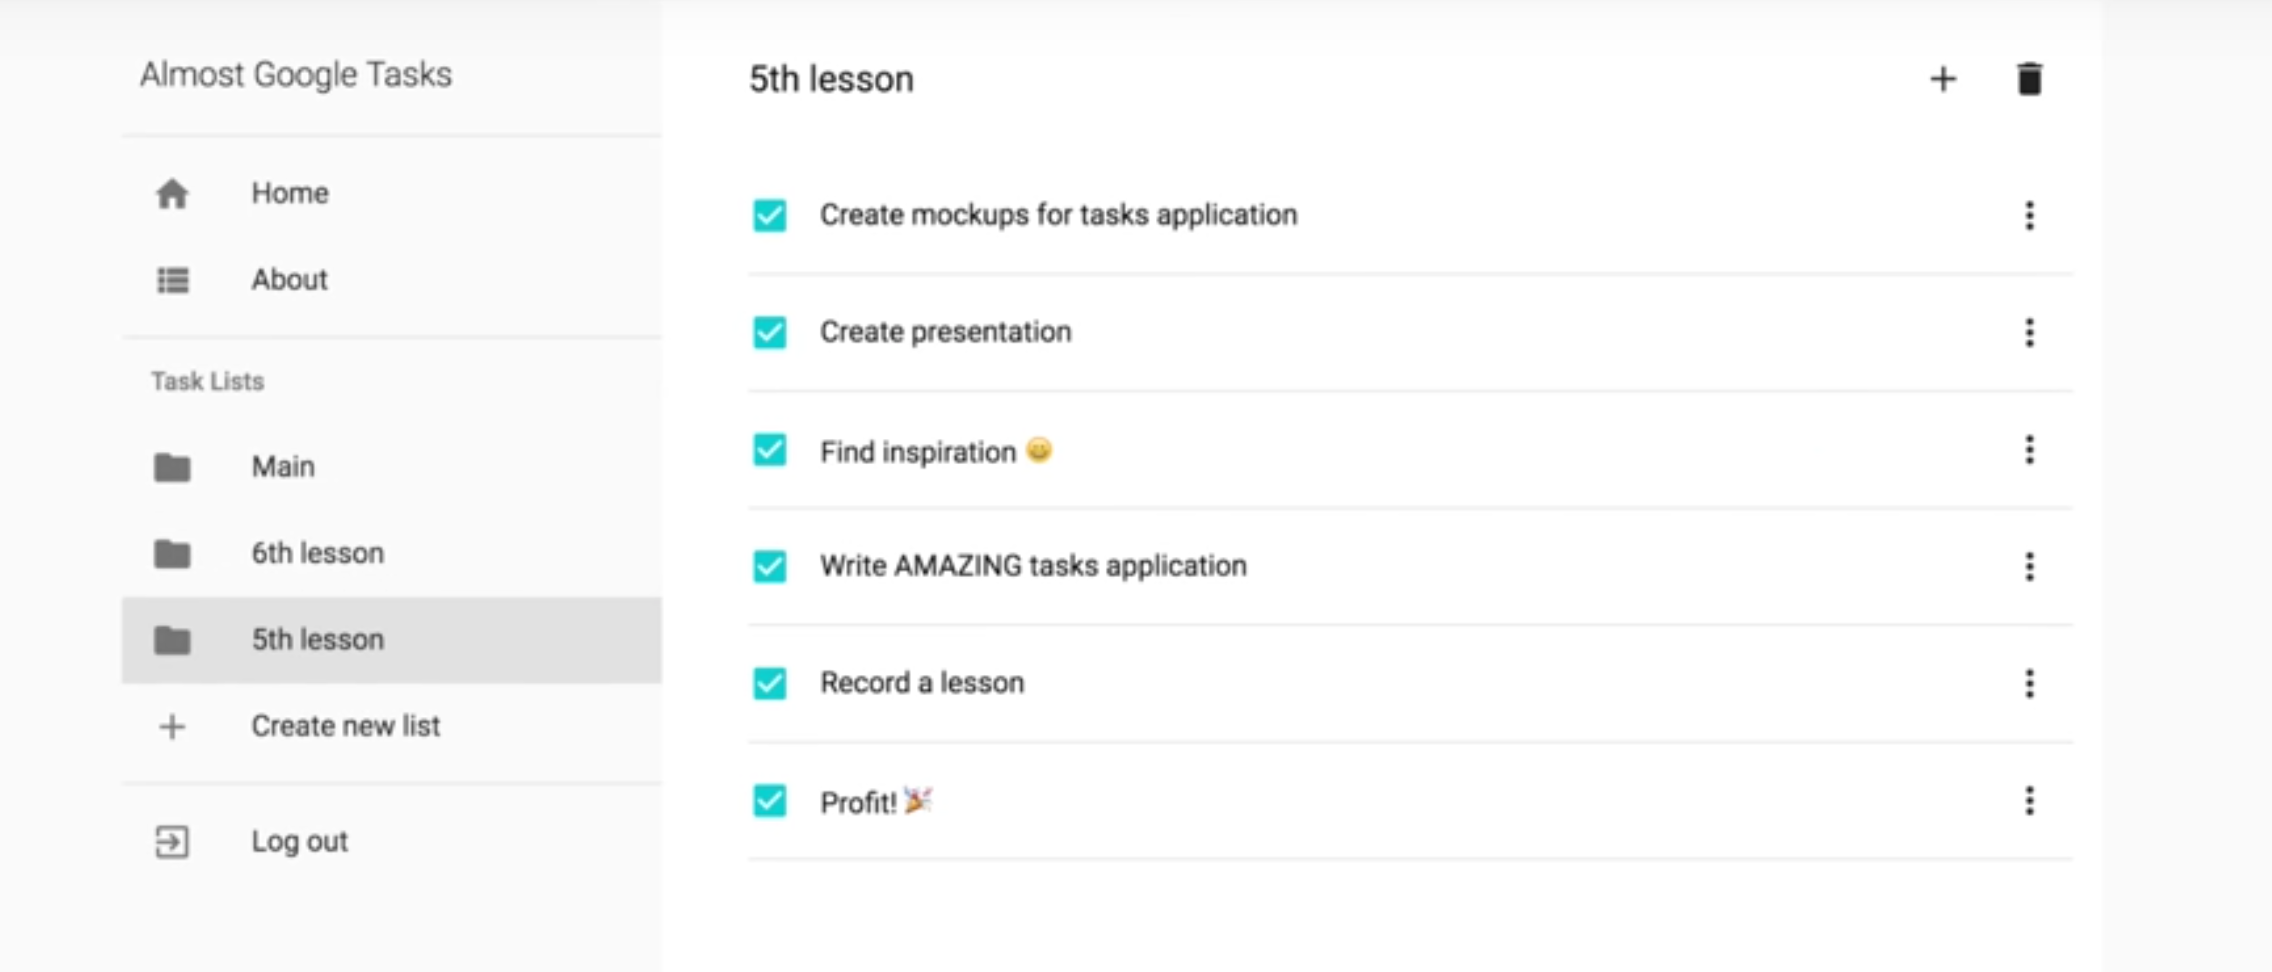 Almost Google Tasks
Home
About
Task Lists
Main
6th lesson
5th lesson
Create new list
Log out
5th lesson
Create mockups for tasks application
Create presentation
Find inspiration 😀
Write AMAZING tasks application
Record a lesson
Profit! 🎉